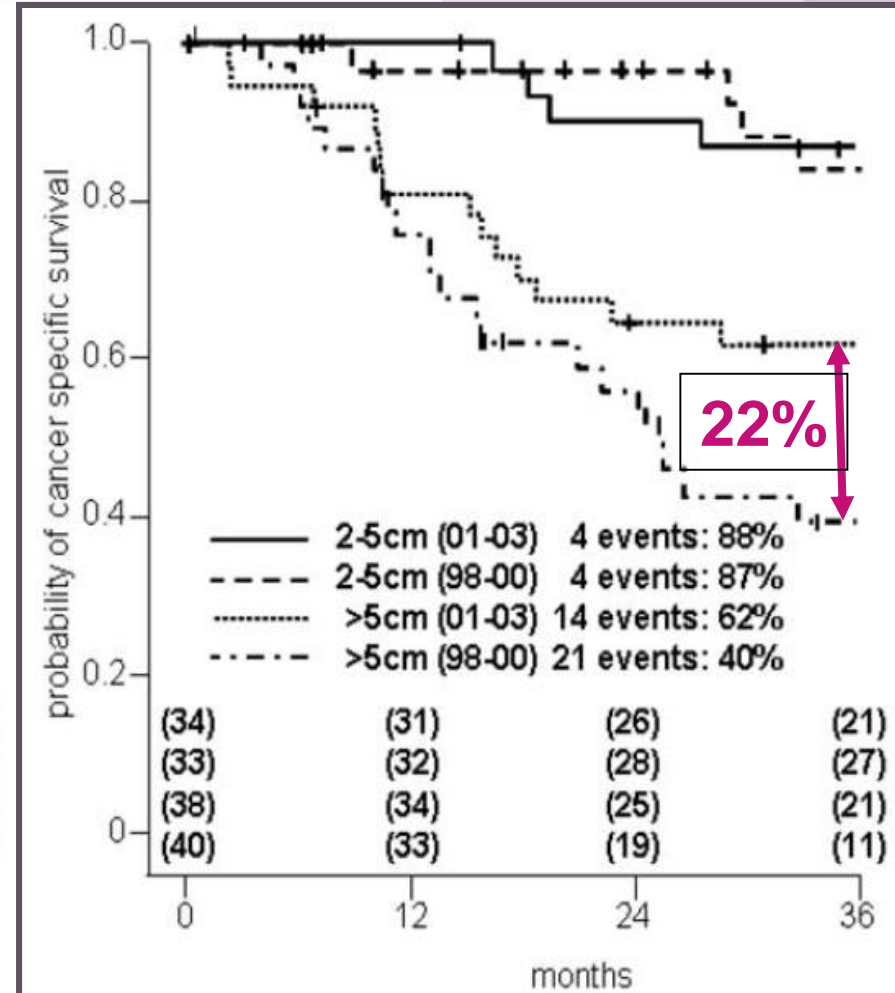 probability of cancer specific survival
1.0
0.8
0.6
0.4
0.2
0
22%
2-5cm (01-03) 4 events: 88%
2-5cm (98-00) 4 events: 87%
>5cm (01-03) 14 events: 62%
>5cm (98-00) 21 events: 40%
(34) (31) (26) (21)
(33) (32) (28) (27)
(38) (34) (25) (21)
(40) (33) (19) (11)
0 12 24 36
months